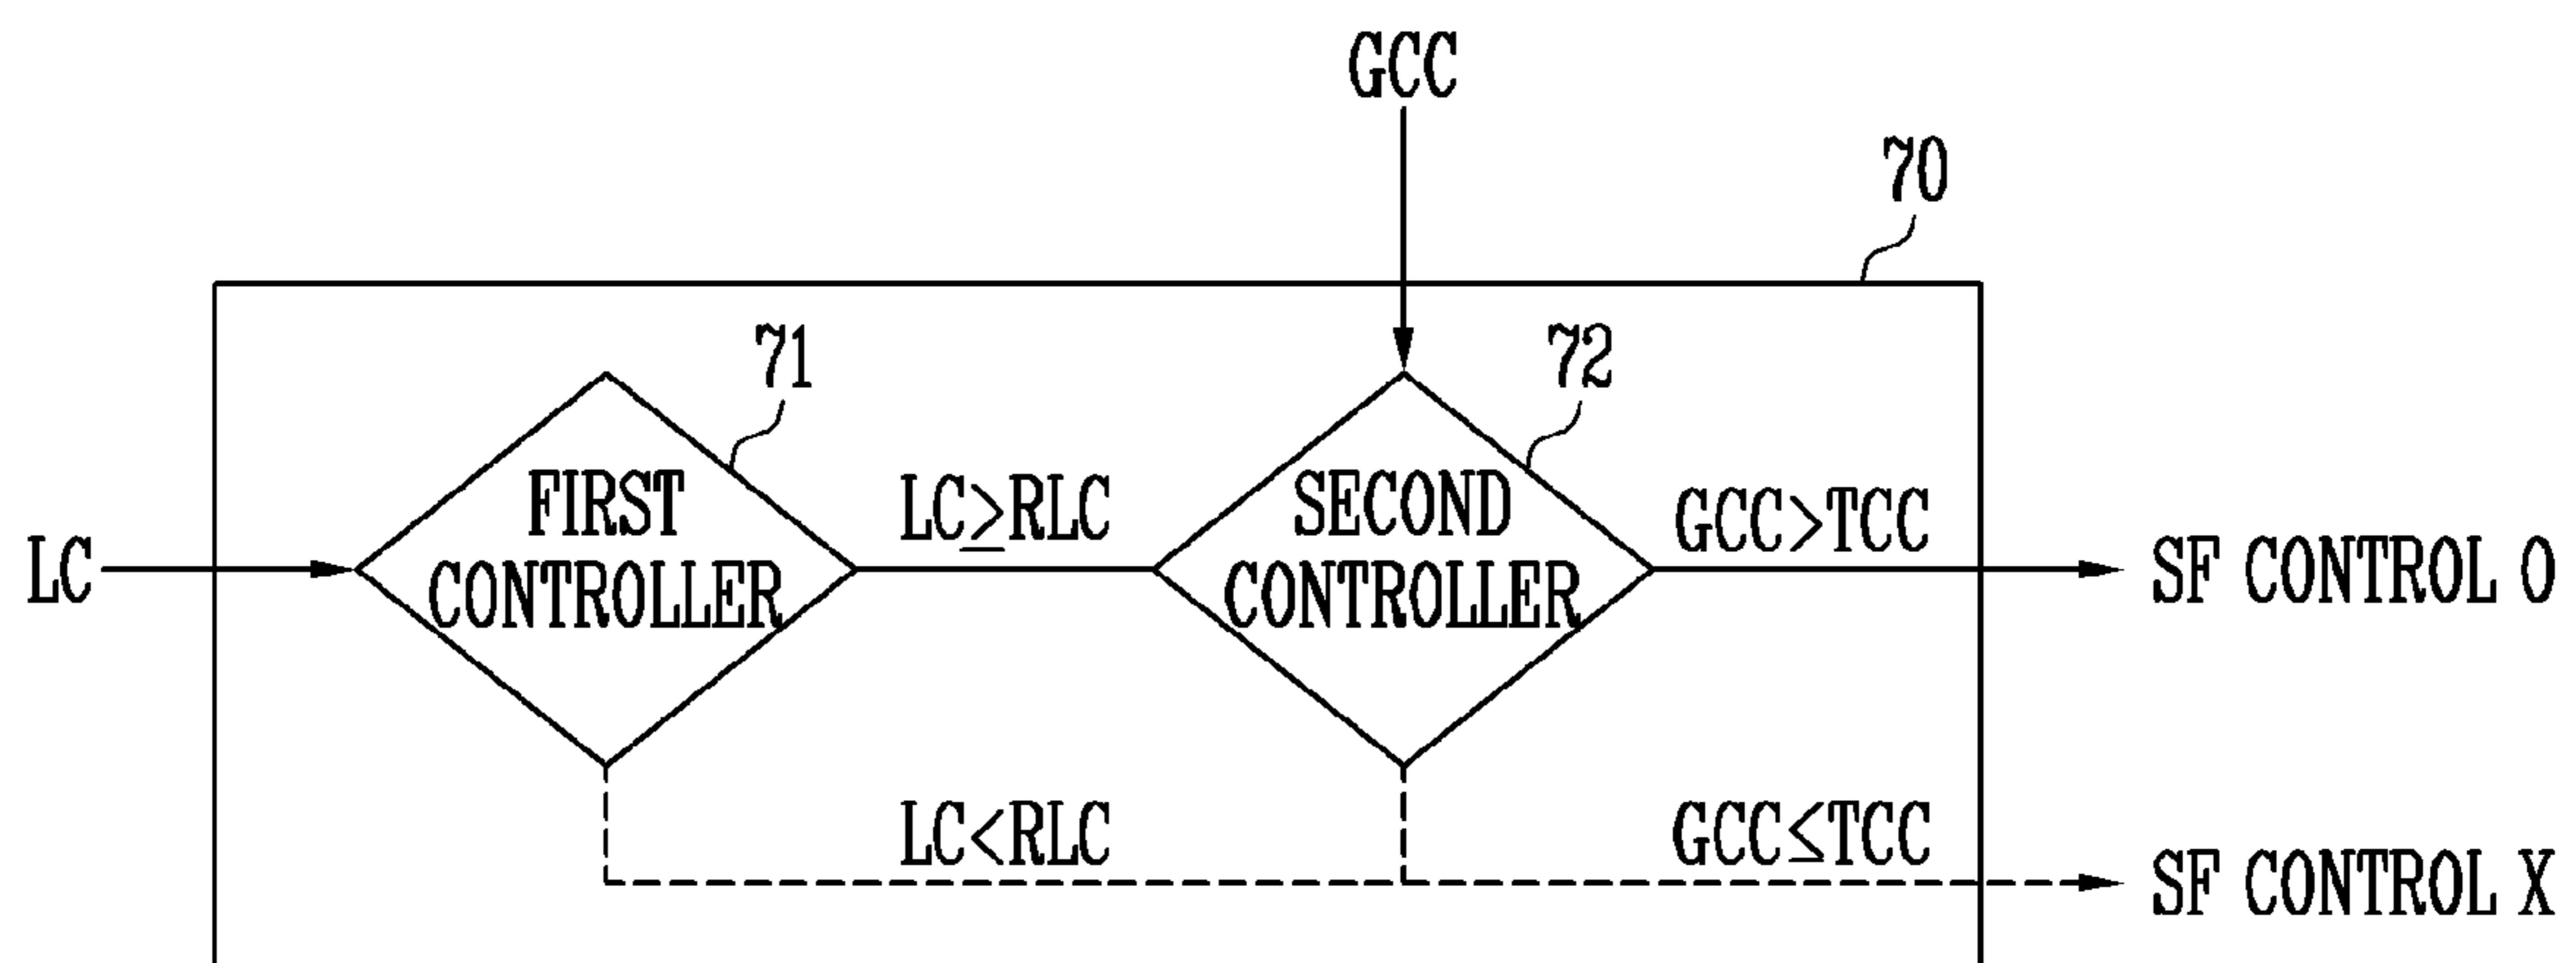 GCC
70
71
72
FIRST
CONTROLLER
LC≥RLC
SECOND
CONTROLLER
GCC>TCC
LC
SF CONTROL O
LC<RLC
GCC≤TCC
SF CONTROL X